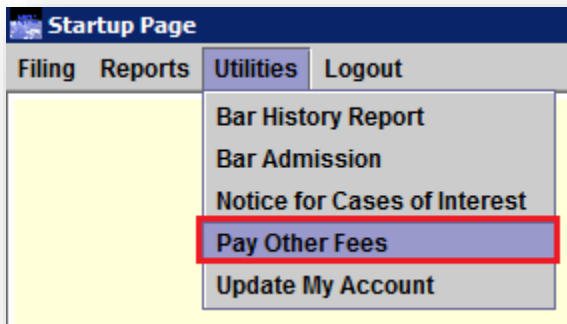 Startup Page
Filing Reports Utilities Logout
Bar History Report
Bar Admission
Notice for Cases of Interest
Pay Other Fees
Update My Account